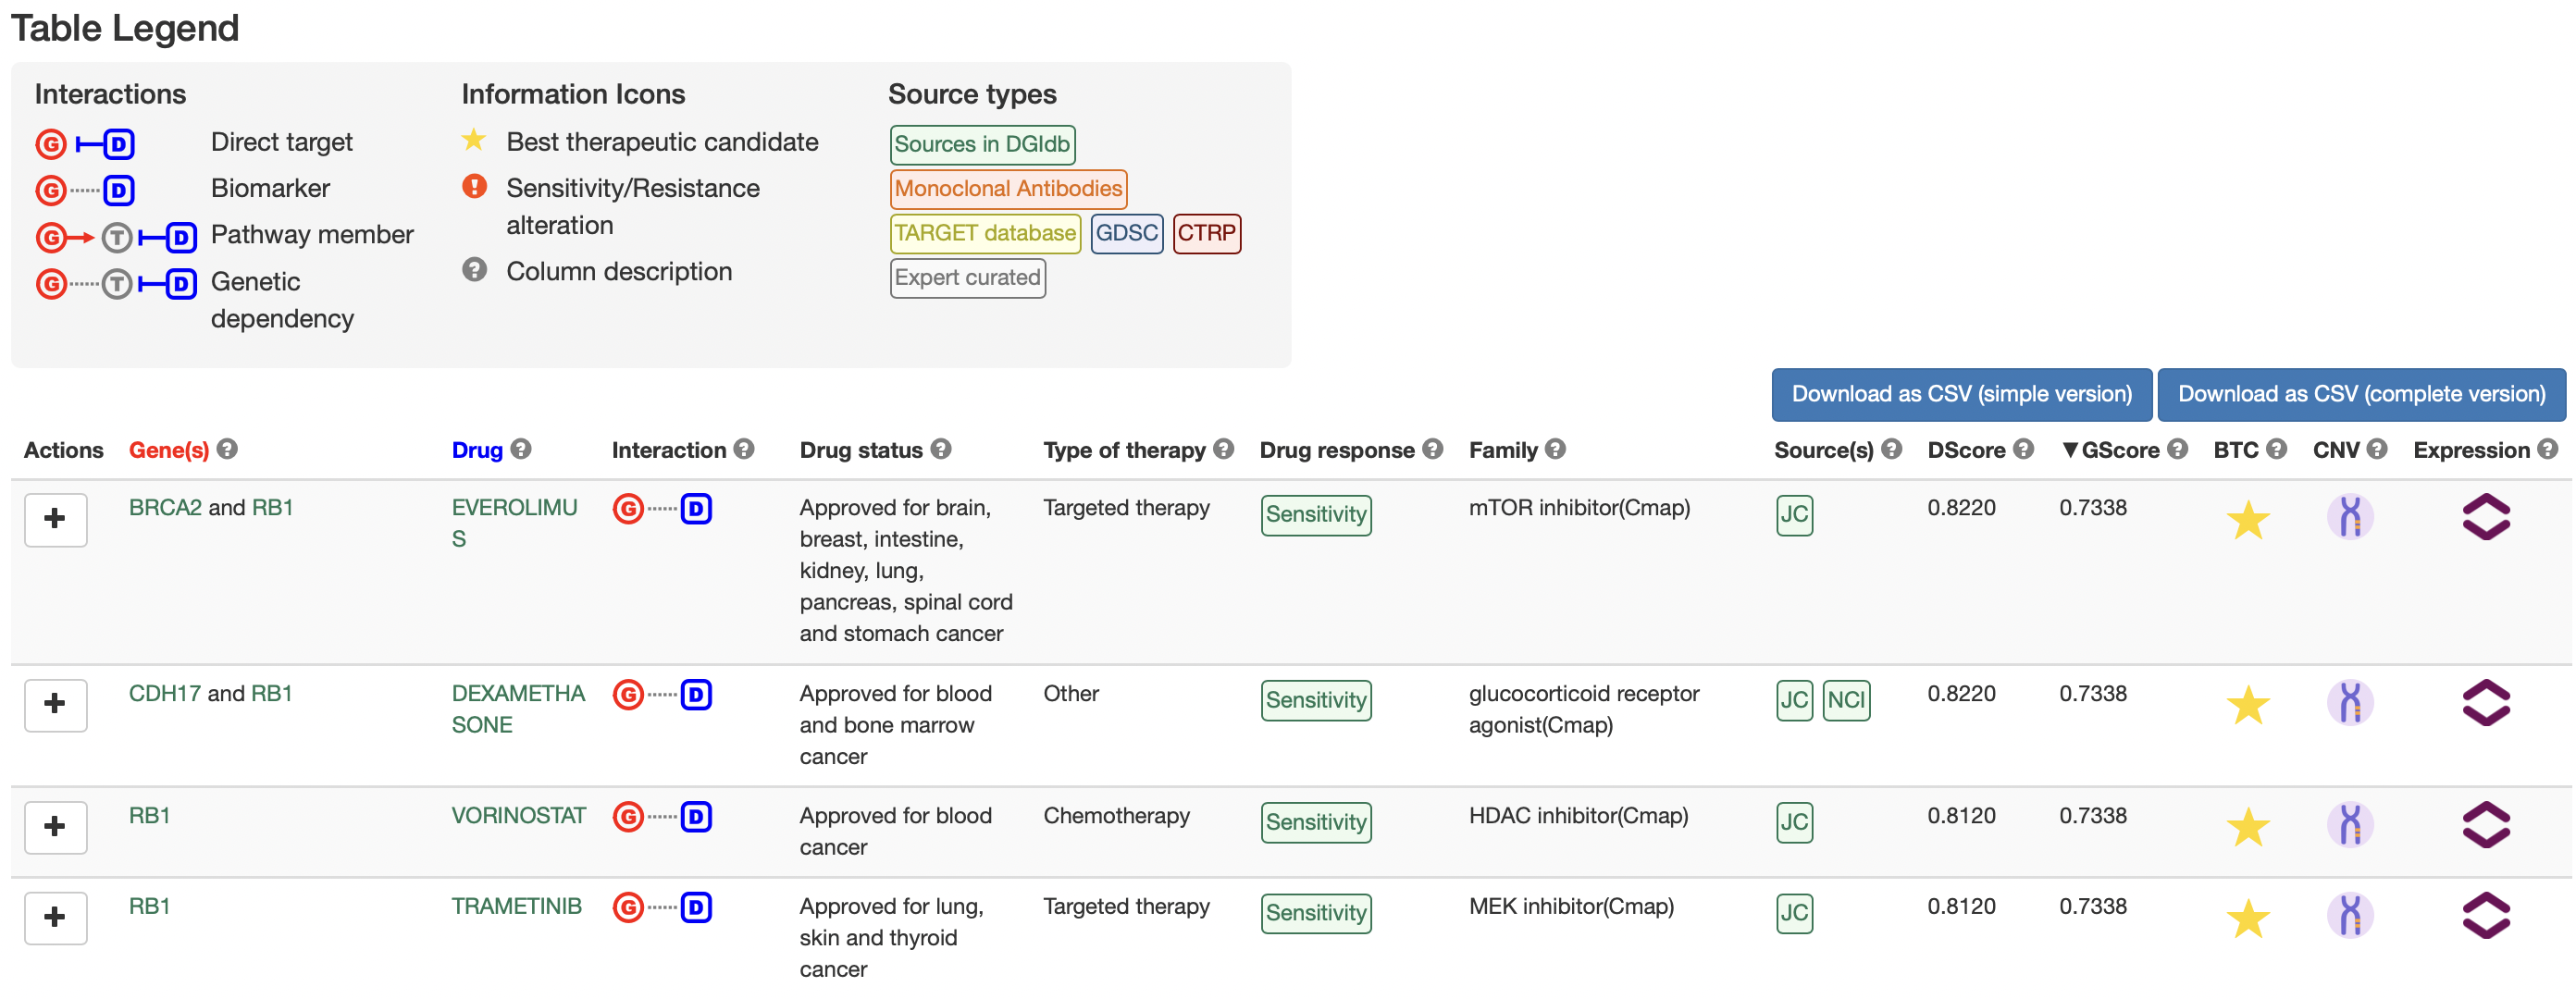 Table Legend
Interactions
G D Direct target
G D Biomarker
G T D Pathway member
G T D Genetic
dependency
Information Icons
Best therapeutic candidate
! Sensitivity/Resistance
alteration
? Column description
Source types
Sources in DGIdb
Monoclonal Antibodies
TARGET database GDSC CTRP
Expert curated
Download as CSV (simple version) Download as CSV (complete version)
Actions Gene(s) ? Drug ? Interaction ? Drug status ? Type of therapy ? Drug response ? Family ? Source(s) ? DScore ? ▼GScore ? BTC ? CNV ? Expression ?
+ BRCA2 and RB1 EVEROLIMU G D Approved for brain, Targeted therapy Sensitivity mTOR inhibitor(Cmap) JC 0.8220 0.7338
S breast, intestine,
kidney, lung,
pancreas, spinal cord
and stomach cancer
+ CDH17 and RB1 DEXAMETHA G D Approved for blood Other Sensitivity glucocorticoid receptor JC NCI 0.8220 0.7338
SONE and bone marrow agonist(Cmap)
cancer
+ RB1 VORINOSTAT G D Approved for blood Chemotherapy Sensitivity HDAC inhibitor(Cmap) JC 0.8120 0.7338
cancer
+ RB1 TRAMETINIB G D Approved for lung, Targeted therapy Sensitivity MEK inhibitor(Cmap) JC 0.8120 0.7338
skin and thyroid
cancer